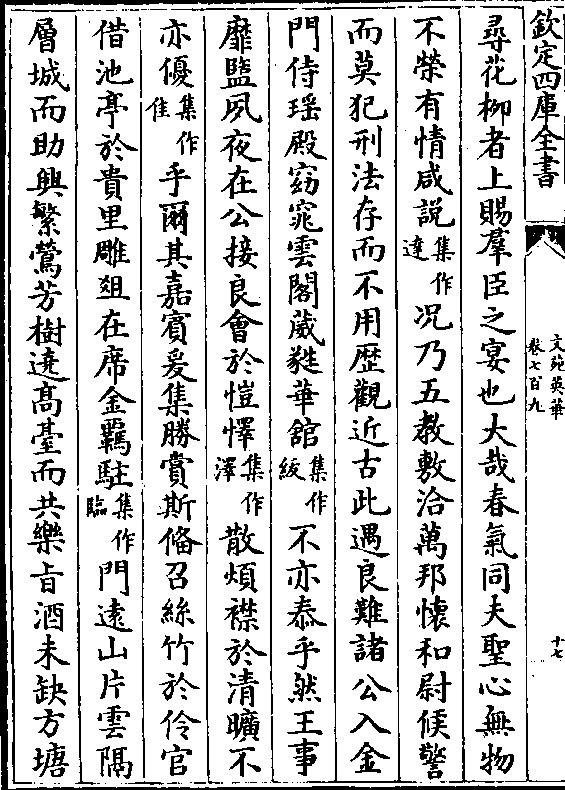 欽定四庫全書
文苑英華
卷七百九
十七
尋花柳者上賜羣臣之宴也大哉春氣同夫聖心無物
不榮有情咸説集作達况乃五教敷洽萬邦懷和尉候警
而莫犯刑法存而不用歴觀近古此遇良難諸公入金
門侍瑶殿窈窕雲閣葳蕤華舘集作紱不亦泰乎然王事
靡盬夙夜在公接良會於愷懌集作澤散煩襟於清曠不
亦優集作佳乎爾其嘉賓爰集勝賞斯俻召絲竹於伶官
借池亭於貴里雕俎在席金羈駐集作臨門遠山片雲隔
層城而助興繁鶯芳樹遶髙臺而共樂㫖酒未缺方塘